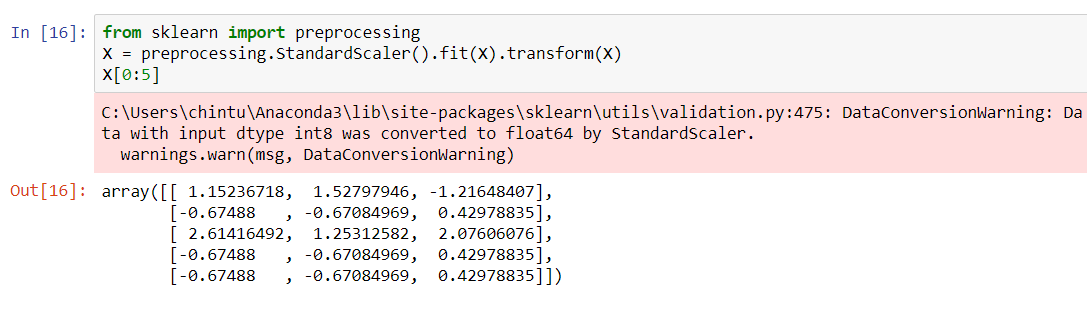 In [16]: from sklearn import preprocessing
X = preprocessing.StandardScaler().fit(X).transform(X)
X[0:5]
C:\Users\chintu\Anaconda3\lib\site-packages\sklearn\utils\validation.py:475: DataConversionWarning: Da
ta with input dtype int8 was converted to float64 by StandardScaler.
  warnings.warn(msg, DataConversionWarning)
Out[16]: array([[ 1.15236718,  1.52797946, -1.21648407],
       [-0.67488   , -0.67084969,  0.42978835],
       [ 2.61416492,  1.25312582,  2.07606076],
       [-0.67488   , -0.67084969,  0.42978835],
       [-0.67488   , -0.67084969,  0.42978835]])